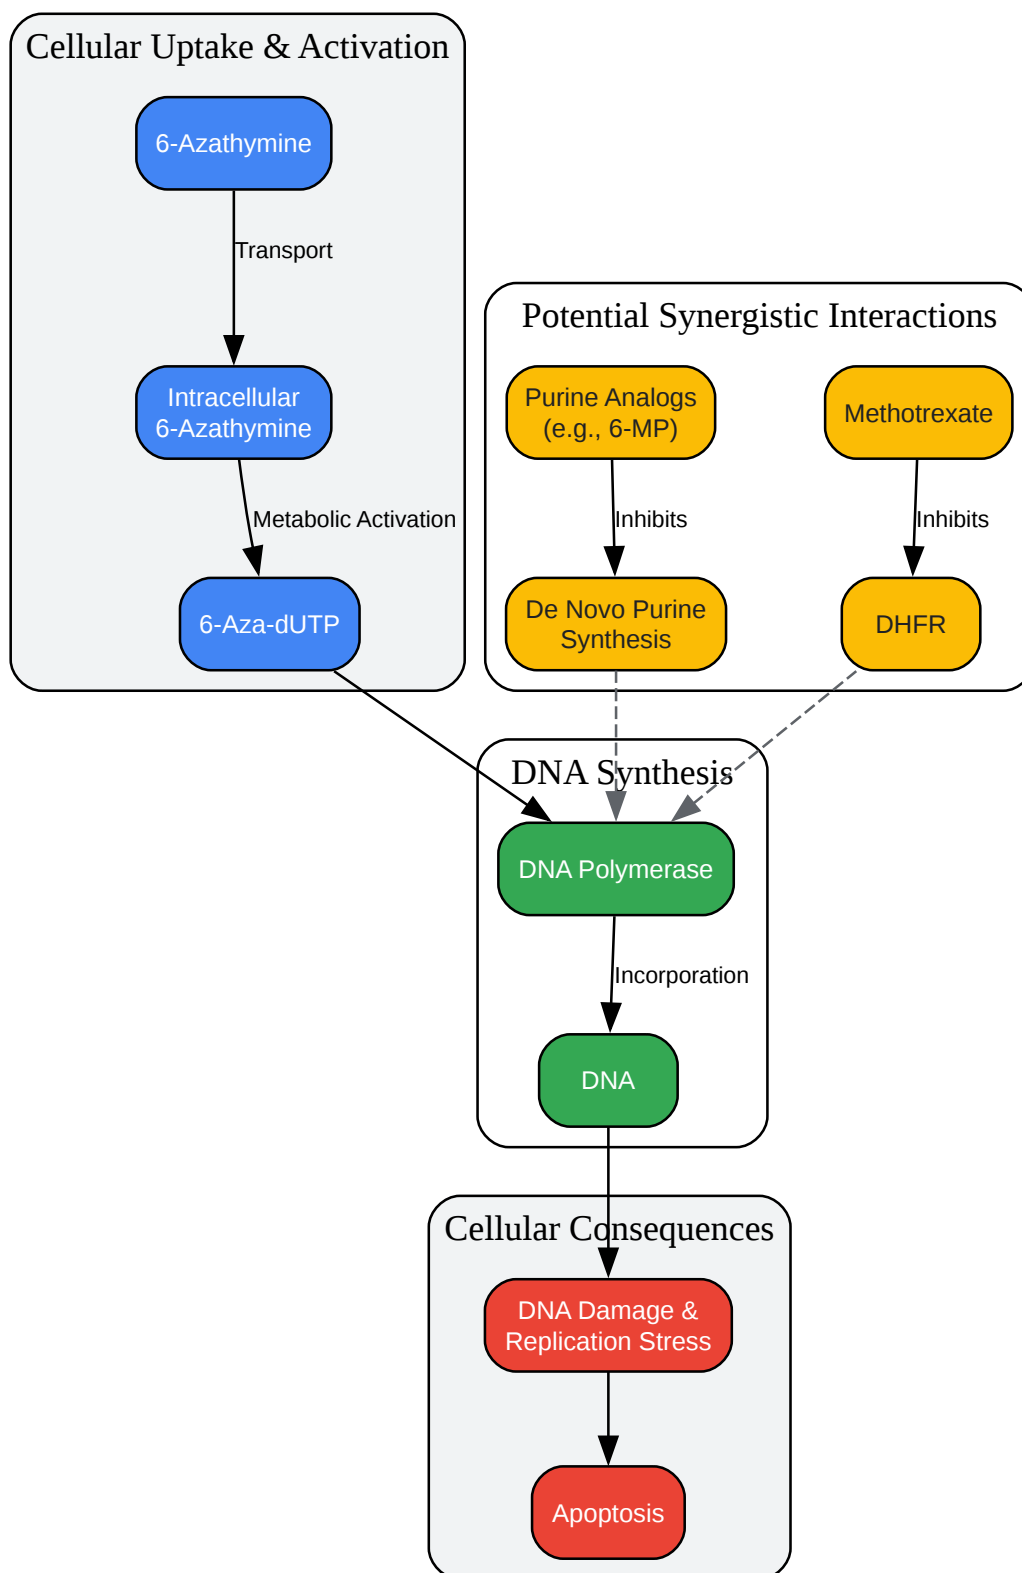 Cellular Uptake & Activation
6-Azathymine
Transport
Intracellular
6-Azathymine
Metabolic Activation
6-Aza-dUTP
Potential Synergistic Interactions
Purine Analogs
(e.g., 6-MP)
Methotrexate
Inhibits
Inhibits
De Novo Purine
Synthesis
DHFR
DNA Synthesis
DNA Polymerase
Incorporation
DNA
Cellular Consequences
DNA Damage &
Replication Stress
Apoptosis